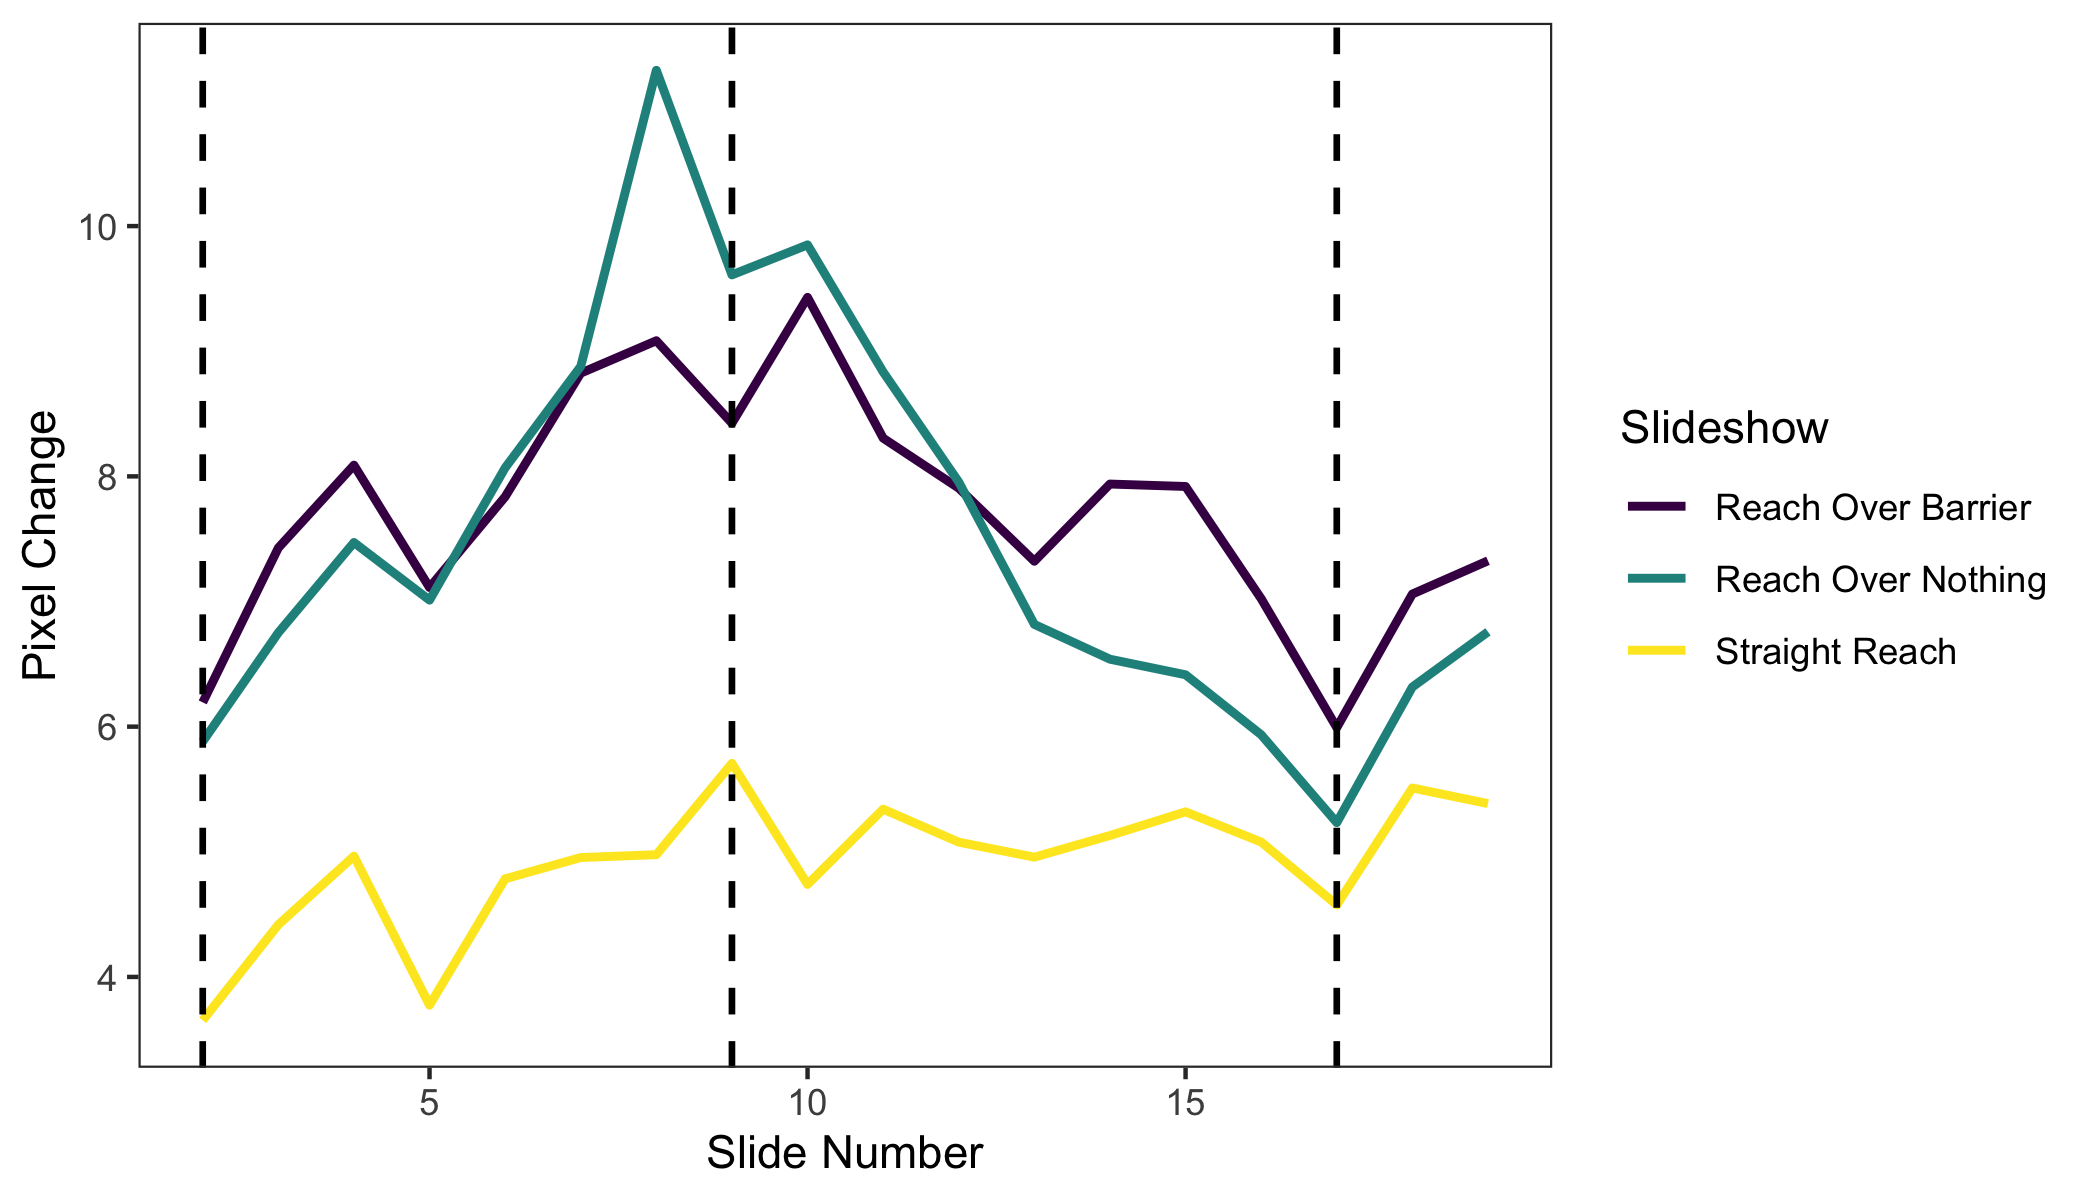 10
8
6
4
Pixel Change
5
10
15
Slide Number
Slideshow
Reach Over Barrier
Reach Over Nothing
Straight Reach